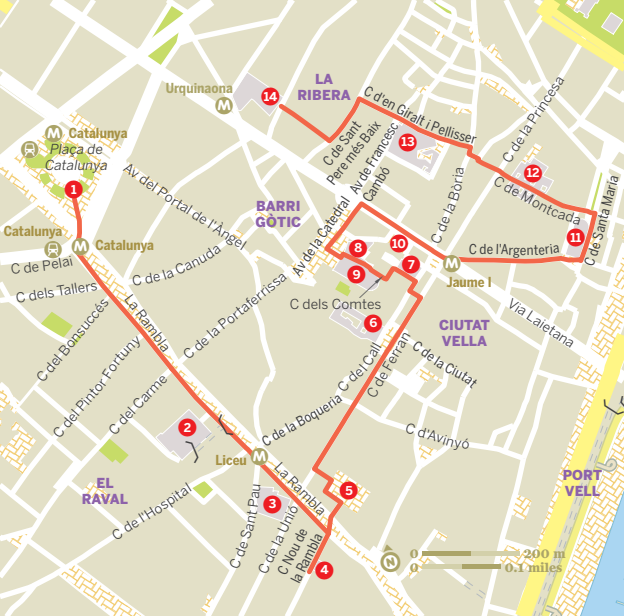 LA
RIBERA
Urquinaona
M
14
C d'en Giralt i Pellisser
C de la Princesa
C de Sant
Pere més Baix
Av de Francesc
Cambó
13
M
Catalunya
Plaça de
Catalunya
1
12
C de Montcada
C de Santa Maria
11
Av del Portal de l'Àngel
BARRI
GÒTIC
Av de la Catedral
C de la Bòria
C de l'Argenteria
Catalunya
M
Catalunya
C de Pelai
C dels Tallers
C de la Canuda
8
10
9
7
M
Jaume I
C dels Comtes
6
Via Laietana
CIUTAT
VELLA
C del Bonsuccés
La Rambla
C de la Portaferrissa
C del Pintor Fortuny
C del Carme
C del Call
C de Ferran
C de la Ciutat
2
C de la Boqueria
C d'Avinyó
Liceu
M
La Rambla
EL
RAVAL
C de l'Hospital
C de Sant Pau
3
C de la Unió
C Nou de
la Rambla
5
4
PORT
VELL
N
0
200 m
0
0.1 miles